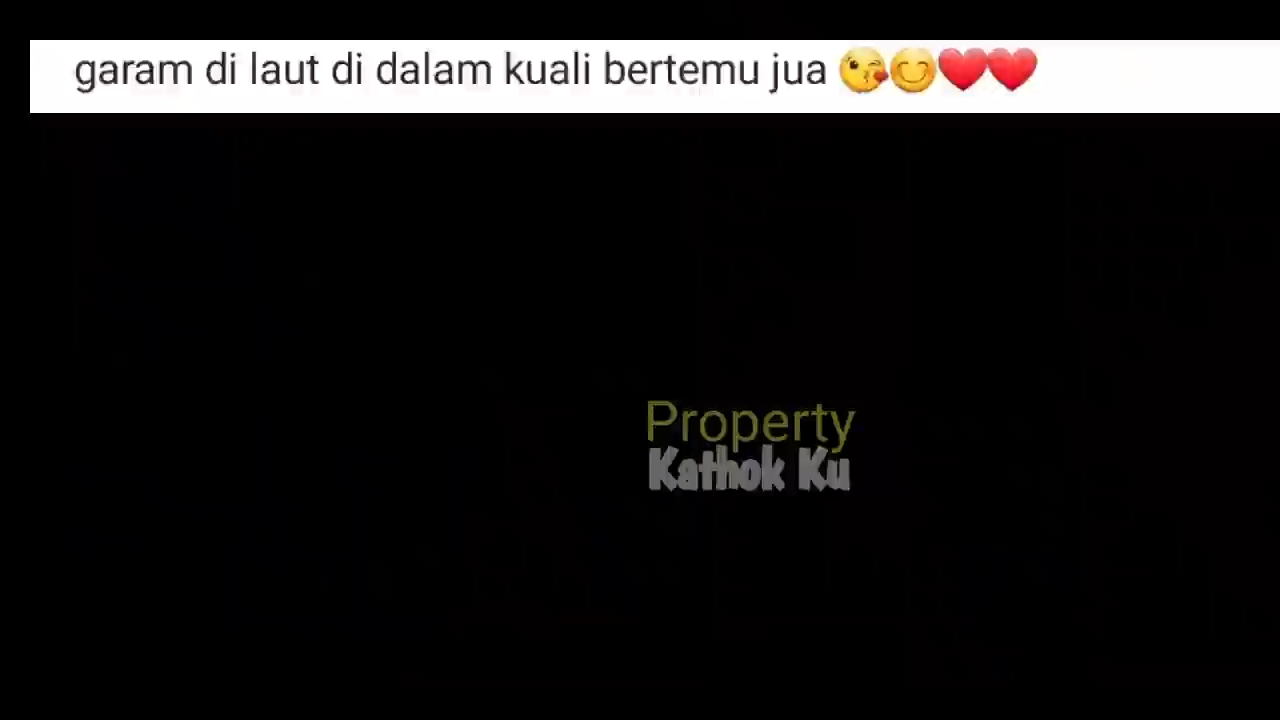 garam di laut di dalam kuali bertemu jua 😘😊❤️❤️
Property
Kathok Ku